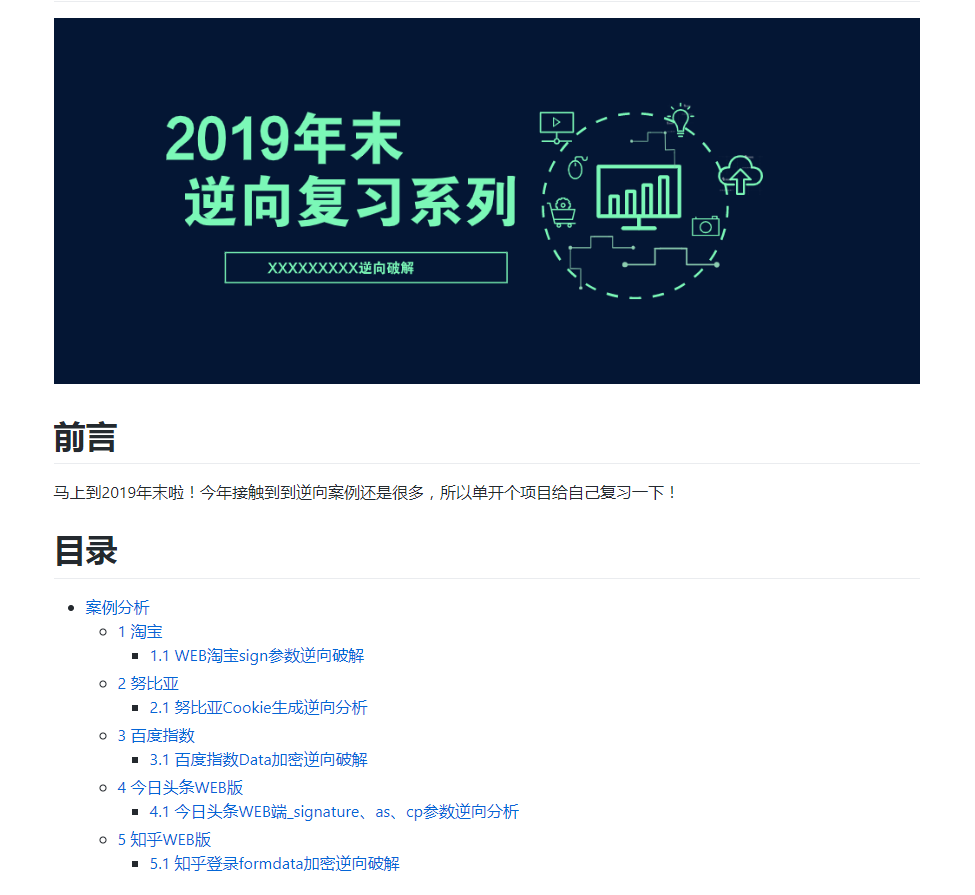 2019年末
逆向复习系列
XXXXXXXXX逆向破解
前言
马上到2019年末啦！今年接触到到逆向案例还是很多，所以单开个项目给自己复习一下！
目录
案例分析
1 淘宝
1.1 WEB淘宝sign参数逆向破解
2 努比亚
2.1 努比亚Cookie生成逆向分析
3 百度指数
3.1 百度指数Data加密逆向破解
4 今日头条WEB版
4.1 今日头条WEB端_signature、as、cp参数逆向分析
5 知乎WEB版
5.1 知乎登录formdata加密逆向破解